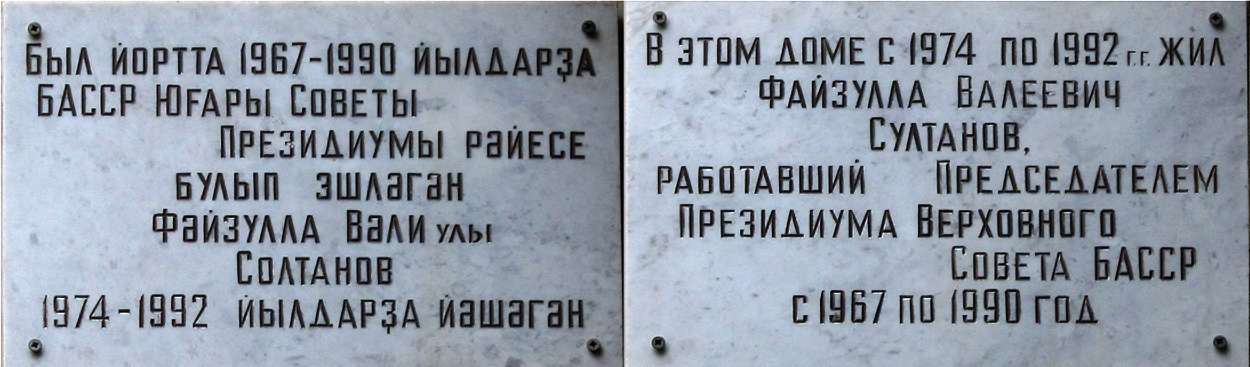 Был йортта 1967-1990 йылдарҙа
БАССР Юғары Советы
Президиумы рәйесе
булып эшләгән
Фәйзулла Вәли улы
Солтанов
1974-1992 йылдарҙа йәшәгән
В этом доме с 1974 по 1992 г.г. жил
Файзулла Валеевич
Султанов,
работавший Председателем
Президиума Верховного
Совета БАССР
с 1967 по 1990 год